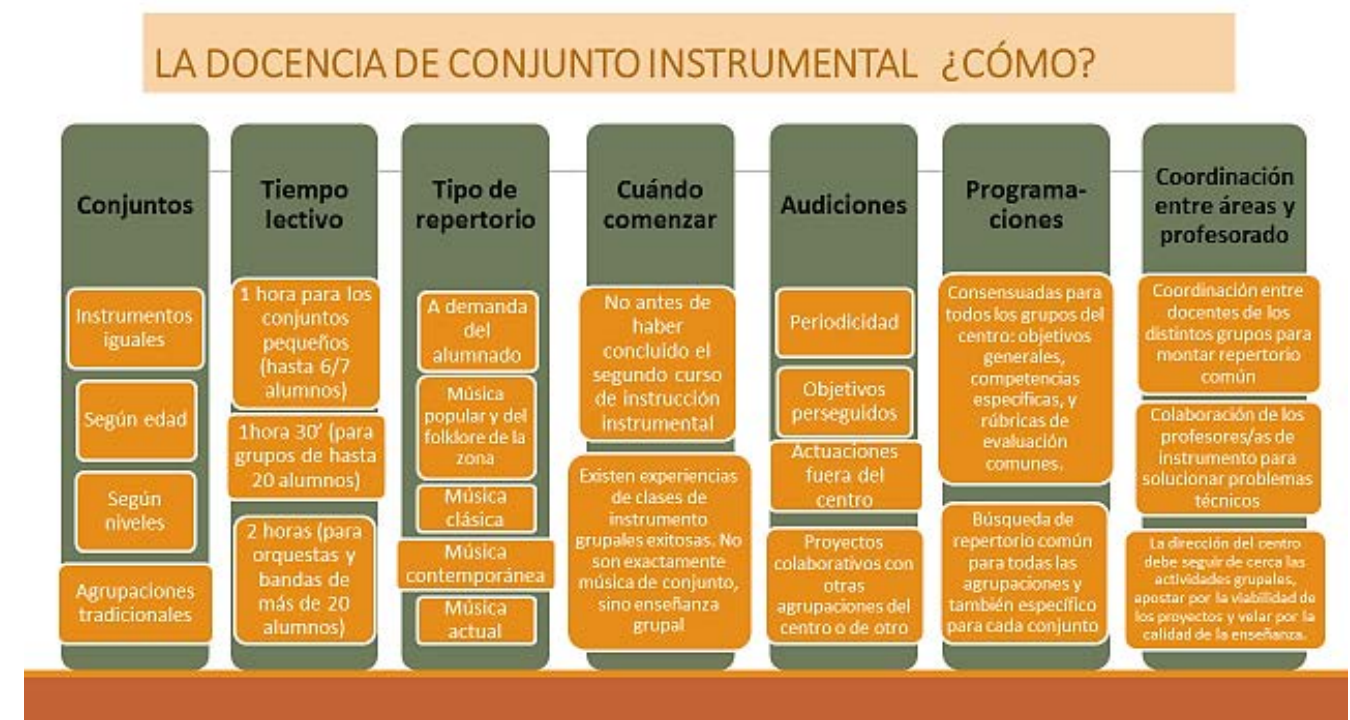 LA DOCENCIA DE CONJUNTO INSTRUMENTAL ¿CÓMO?
Conjuntos
Instrumentos
iguales
Según edad
Según
niveles
Agrupaciones
tradicionales
Tiempo
lectivo
1 hora para los
conjuntos
pequeños
(hasta 6/7
alumnos)
1hora 30' (para
grupos de hasta
20 alumnos)
2 horas (para
orquestas y
bandas de
más de 20
alumnos)
Tipo de
repertorio
A demanda
del
alumnado
Música
popular y del
folklore de la
zona
Música
clásica
Música
contemporánea
Música
actual
Cuándo
comenzar
No antes de
haber
concluido el
segundo curso
de instrucción
instrumental
Existen experiencias
de clases de
instrumento
grupales exitosas. No
son exactamente
música de conjunto,
sino enseñanza
grupal
Audiciones
Periodicidad
Objetivos
perseguidos
Actuaciones
fuera del
centro
Proyectos
colaborativos con
otras
agrupaciones del
centro o de otro
Programa-
ciones
Consensuadas para
todos los grupos del
centro: objetivos
generales,
competencias
específicas, y
rúbricas de
evaluación
comunes.
Búsqueda de
repertorio común
para todas las
agrupaciones y
también específico
para cada conjunto
Coordinación
entre áreas y
profesorado
Coordinación entre
docentes de los
distintos grupos para
montar repertorio
común
Colaboración de los
profesores/as de
instrumento para
solucionar problemas
técnicos
La dirección del centro
debe seguir de cerca las
actividades grupales,
apostar por la viabilidad de
los proyectos y velar por la
calidad de la enseñanza.